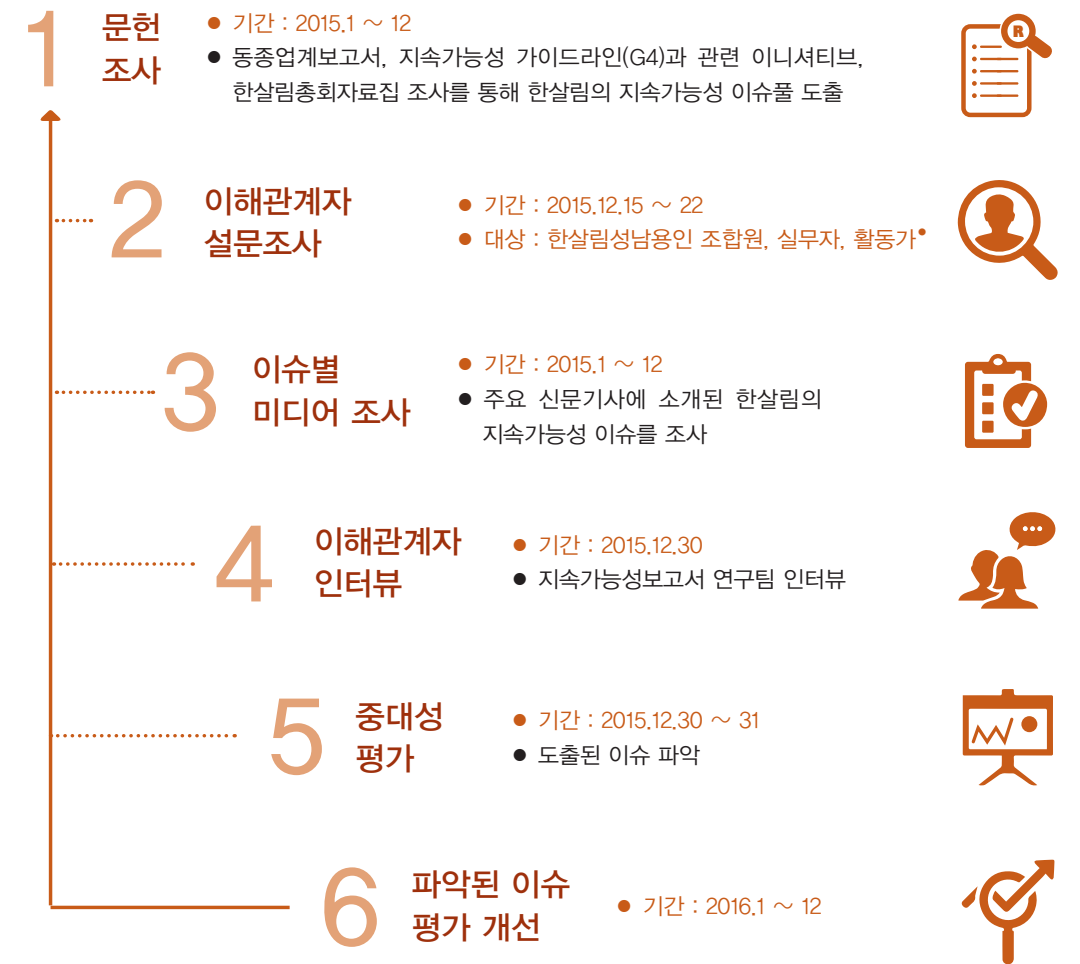 1 문헌
조사
● 기간 : 2015.1 ~ 12
● 동종업계보고서, 지속가능성 가이드라인(G4)과 관련 이니셔티브,
한살림총회자료집 조사를 통해 한살림의 지속가능성 이슈풀 도출
R
2 이해관계자
설문조사
● 기간 : 2015.12.15 ~ 22
● 대상 : 한살림성남용인 조합원, 실무자, 활동가●
3 이슈별
미디어 조사
● 기간 : 2015.1 ~ 12
● 주요 신문기사에 소개된 한살림의
지속가능성 이슈를 조사
4 이해관계자
인터뷰
● 기간 : 2015.12.30
● 지속가능성보고서 연구팀 인터뷰
5 중대성
평가
● 기간 : 2015.12.30 ~ 31
● 도출된 이슈 파악
6 파악된 이슈
평가 개선
● 기간 : 2016.1 ~ 12